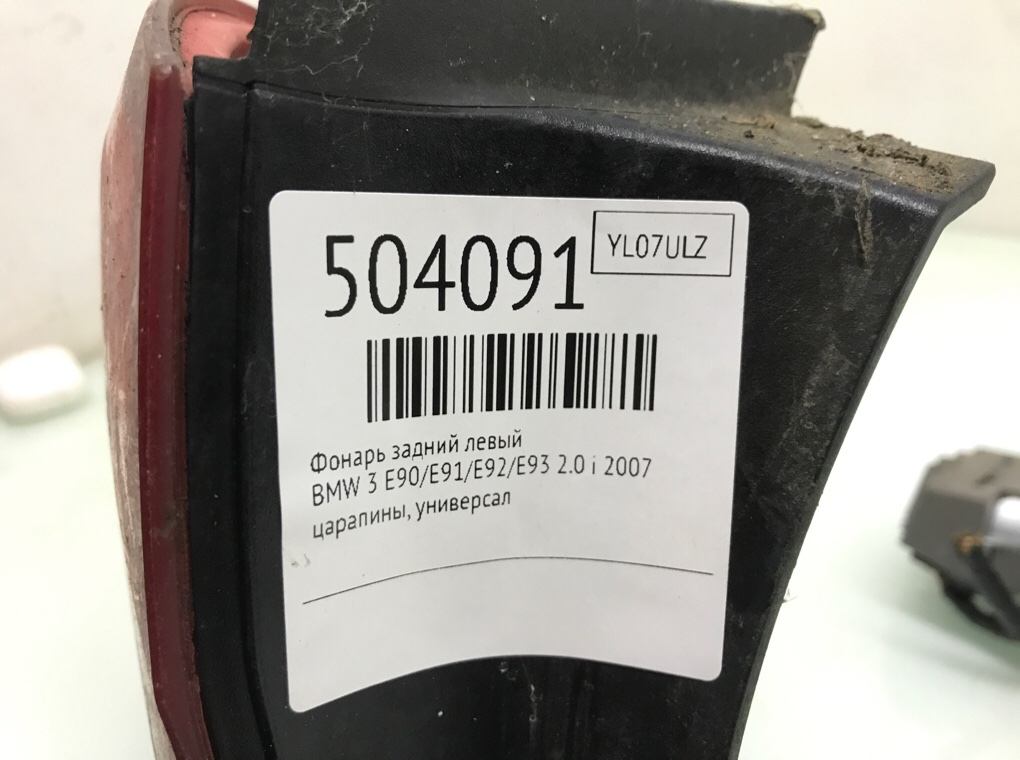 504091
YL07ULZ
Фонарь задний левый
BMW 3 E90/E91/E92/E93 2.0 i 2007
царапины, универсал